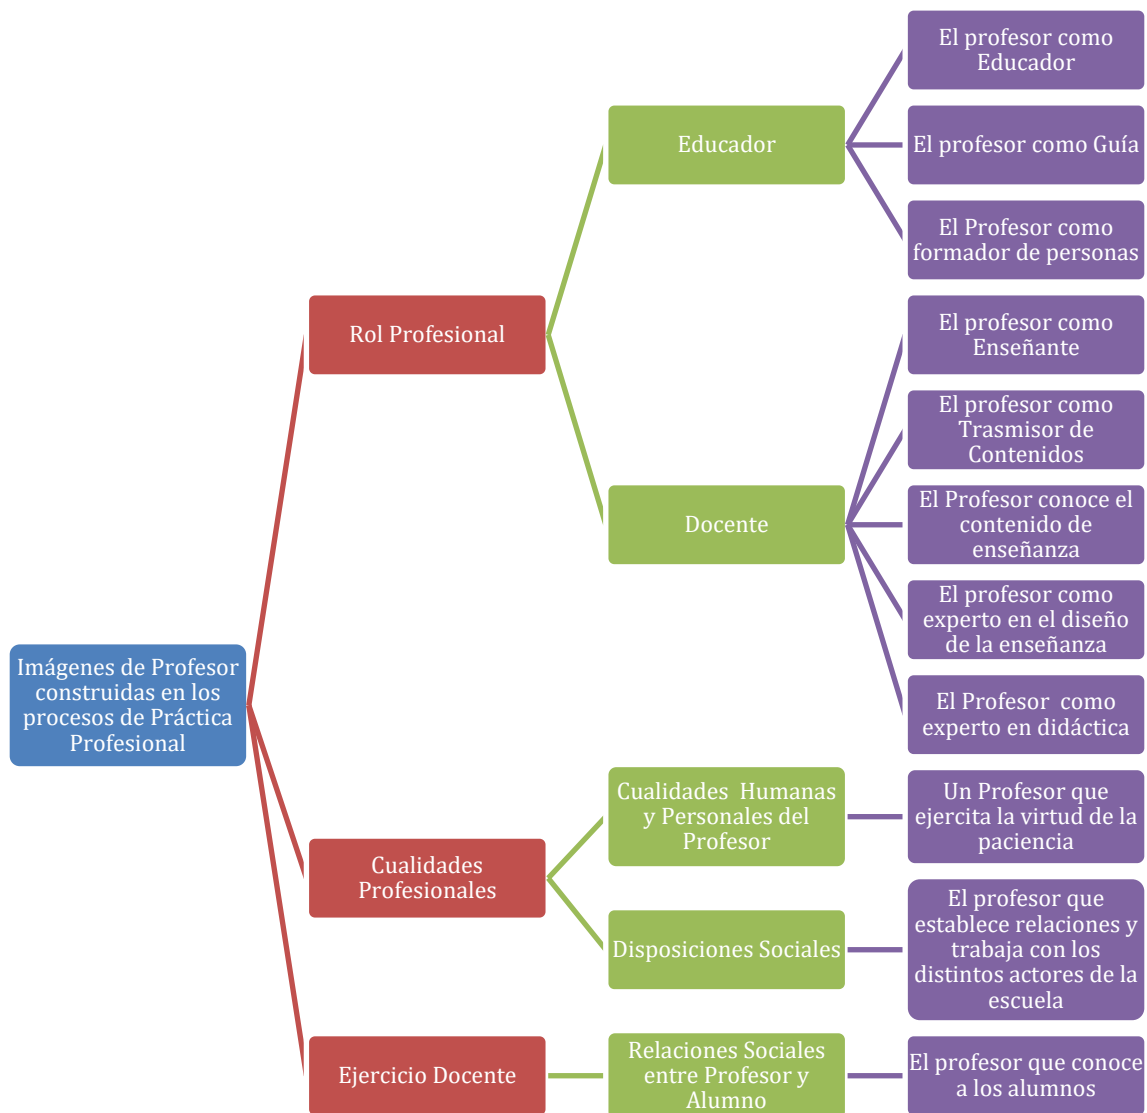 Imágenes de Profesor
construidas en los
procesos de Práctica
Profesional
Rol Profesional
Educador
El profesor como
Educador
El profesor como Guía
El Profesor como
formador de personas
Docente
El profesor como
Enseñante
El profesor como
Trasmisor de
Contenidos
El Profesor conoce el
contenido de
enseñanza
El profesor como
experto en el diseño
de la enseñanza
El Profesor  como
experto en didáctica
Cualidades
Profesionales
Cualidades  Humanas
y Personales del
Profesor
Un Profesor que
ejercita la virtud de la
paciencia
Disposiciones Sociales
El profesor que
establece relaciones y
trabaja con los
distintos actores de la
escuela
Ejercicio Docente
Relaciones Sociales
entre Profesor y
Alumno
El profesor que conoce
a los alumnos